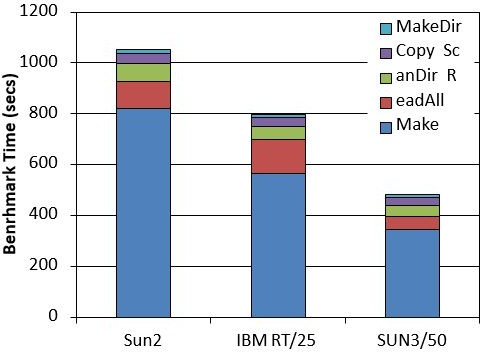 1200
1000
800
600
400
200
0
Benrhmark Time (secs)
MakeDir
Copy Sc
anDir R
eadAll
Make
Sun2
IBM RT/25
SUN3/50